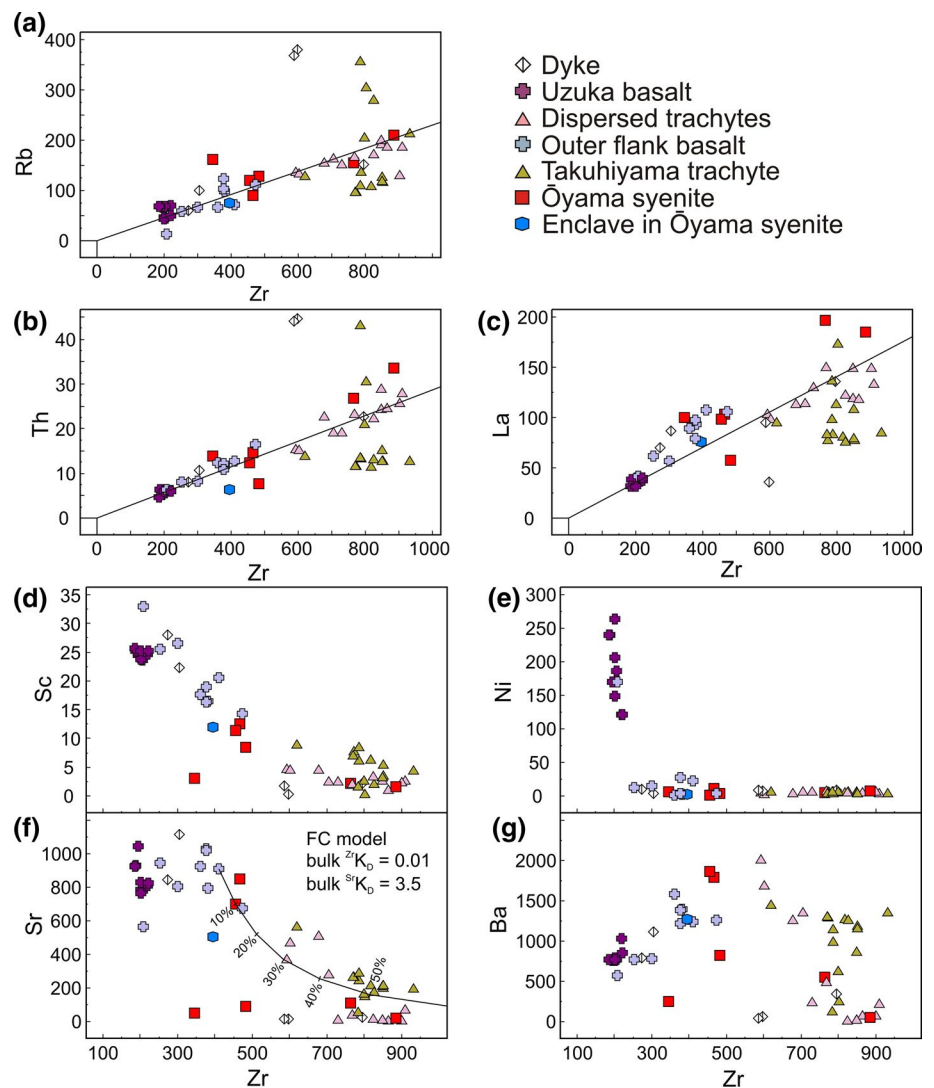 (a)
400
300
200
100
0
Rb
0 200 400 600 800
Zr
Dyke
Uzuka basalt
Dispersed trachytes
Outer flank basalt
Takuhiyama trachyte
Ōyama syenite
Enclave in Ōyama syenite
(b)
40
30
20
10
0
Th
0 200 400 600 800 1000
Zr
(c)
200
150
100
50
0
La
0 200 400 600 800 1000
Zr
(d)
35
30
25
20
15
10
5
0
Sc
(e)
300
250
200
150
100
50
0
Ni
(f)
FC model
bulk ZrKD = 0.01
bulk SrKD = 3.5
1000
800
600
400
200
0
Sr
10%
20%
30%
40%
50%
100 300 500 700 900
Zr
(g)
2000
1500
1000
500
0
Ba
100 300 500 700 900
Zr